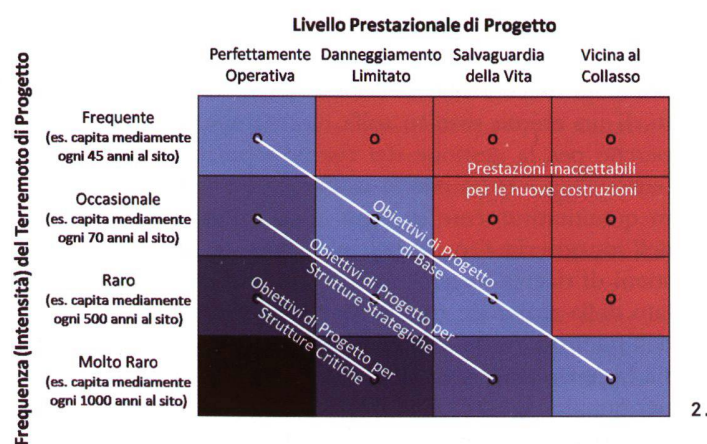 Livello Prestazionale di Progetto
Perfettamente Operativa
Danneggiamento Limitato
Salvaguardia della Vita
Vicina al Collasso
Frequenza (Intensità) del Terremoto di Progetto
Frequente
(es. capita mediamente
ogni 45 anni al sito)
Occasionale
(es. capita mediamente
ogni 70 anni al sito)
Raro
(es. capita mediamente
ogni 500 anni al sito)
Molto Raro
(es. capita mediamente
ogni 1000 anni al sito)
Prestazioni inaccettabili
per le nuove costruzioni
Obiettivi di Progetto
di Base
Obiettivi di Progetto per
Strutture Strategiche
Obiettivi di Progetto per
Strutture Critiche
2.